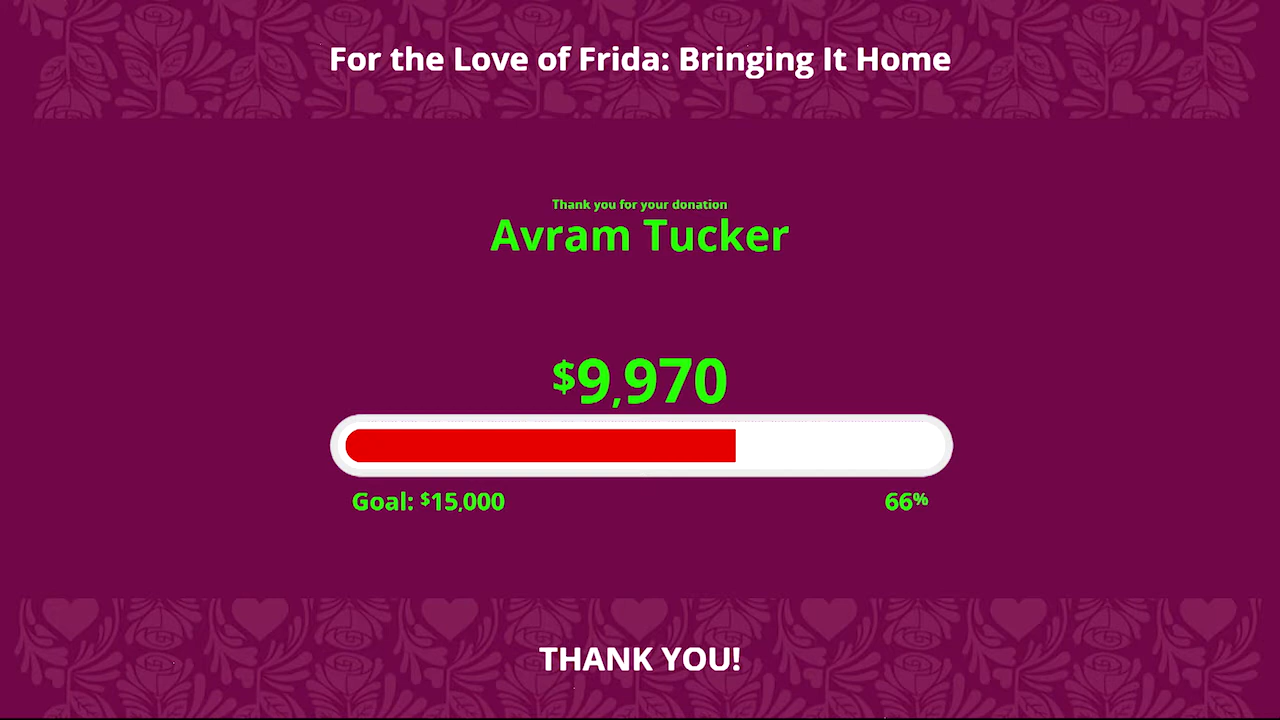 For the Love of Frida: Bringing It Home
Thank you for your donation
Avram Tucker
$9,970
Goal: $15,000
66%
THANK YOU!